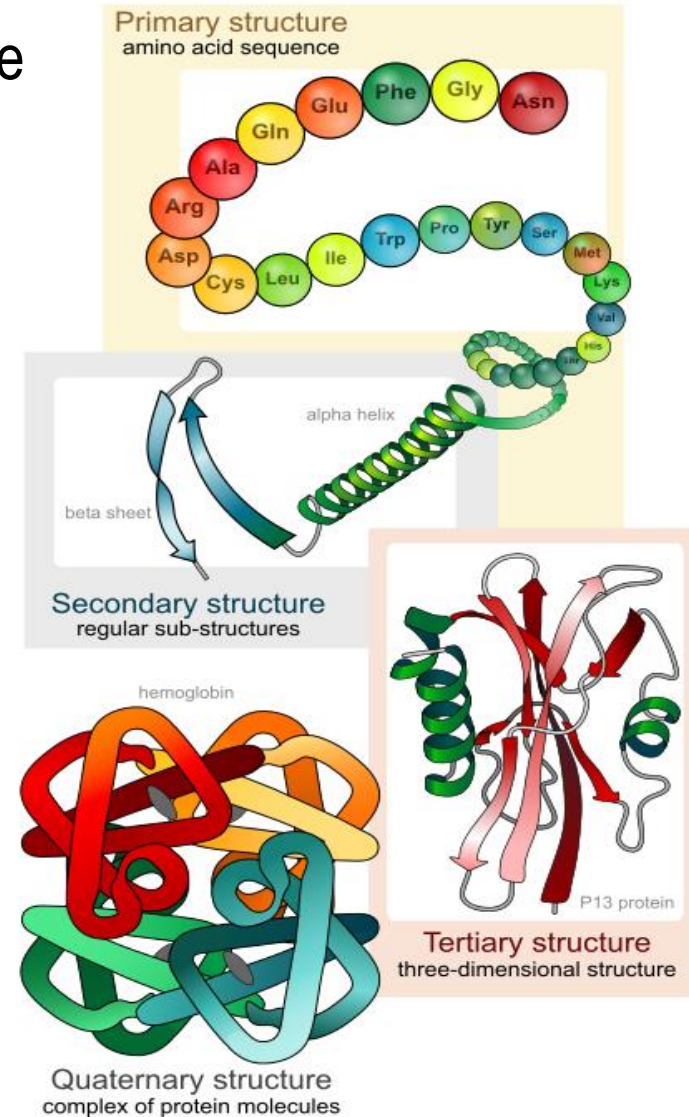 e
Primary structure
amino acid sequence
Asn
Gly
Phe
Glu
Gln
Ala
Arg
Asp
Cys
Leu
Ile
Trp
Pro
Tyr
Ser
Met
Lys
Val
His
Thr
alpha helix
beta sheet
Secondary structure
regular sub-structures
P13 protein
Tertiary structure
three-dimensional structure
hemoglobin
Quaternary structure
complex of protein molecules